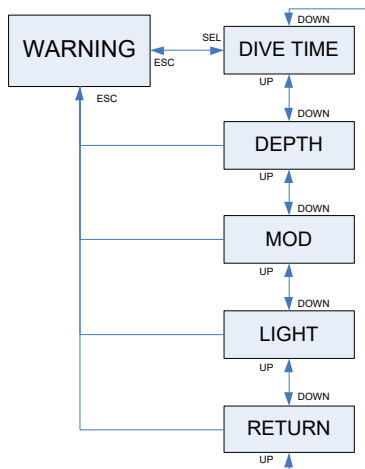 DOWN
WARNING
SEL
DIVE TIME
ESC
UP
ESC
DOWN
DEPTH
UP
DOWN
MOD
UP
DOWN
LIGHT
UP
DOWN
RETURN
UP